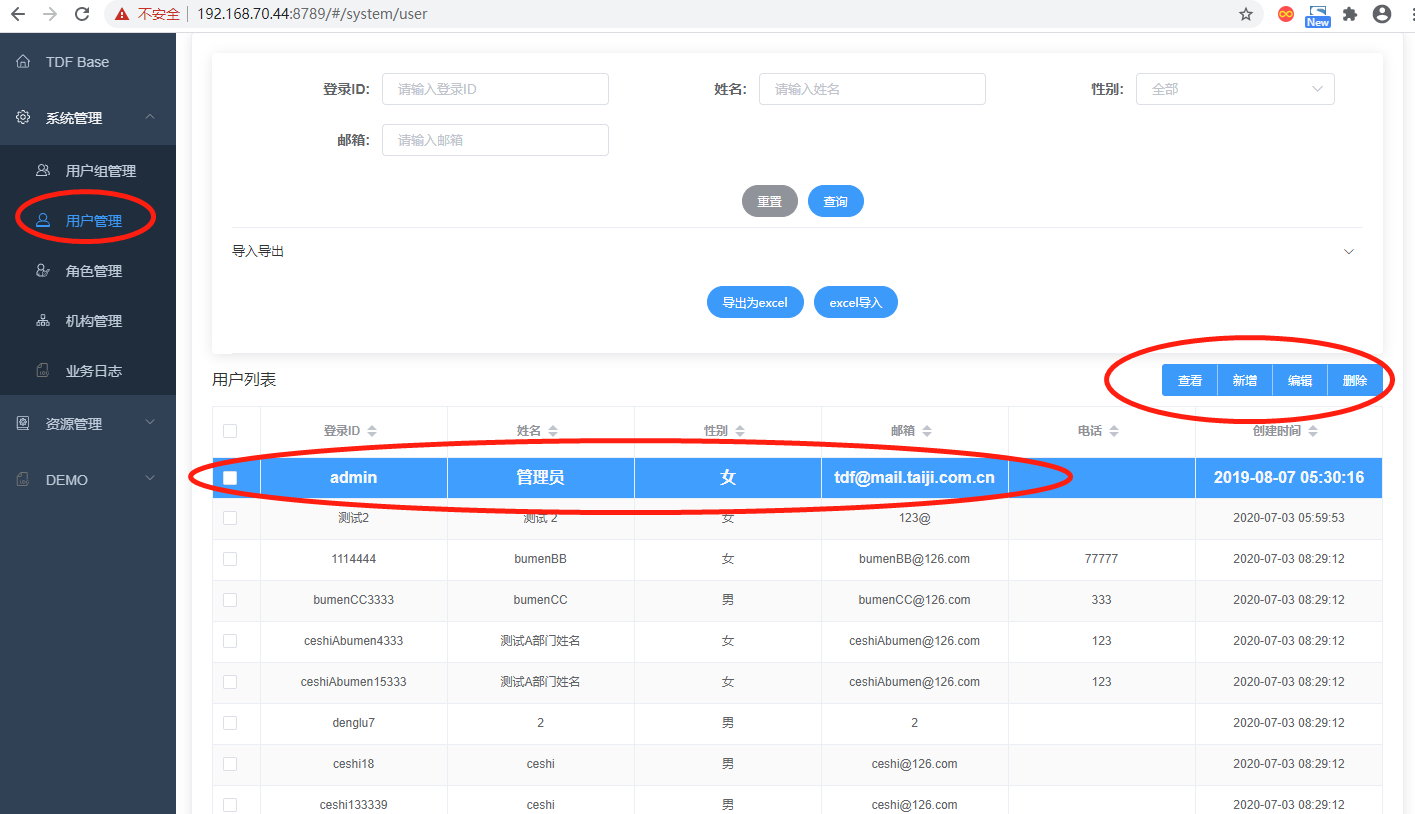 不安全 192.168.70.44:8789/#/system/user
New
TDF Base
系统管理
用户组管理
用户管理
角色管理
机构管理
业务日志
资源管理
DEMO
登录ID: 请输入登录ID 姓名: 请输入姓名 性别: 全部
邮箱: 请输入邮箱
重置 查询
导入导出
导出为excel excel导入
用户列表 查看 新增 编辑 删除
登录ID 姓名 性别 邮箱 电话 创建时间
admin 管理员 女 tdf@mail.taiji.com.cn 2019-08-07 05:30:16
测试2 测试 2 女 123@ 2020-07-03 05:59:53
1114444 bumenBB 女 bumenBB@126.com 77777 2020-07-03 08:29:12
bumenCC3333 bumenCC 男 bumenCC@126.com 333 2020-07-03 08:29:12
ceshiAbumen4333 测试A部门姓名 女 ceshiAbumen@126.com 123 2020-07-03 08:29:12
ceshiAbumen15333 测试A部门姓名 女 ceshiAbumen@126.com 123 2020-07-03 08:29:12
denglu7 2 男 2 2020-07-03 08:29:12
ceshi18 ceshi 男 ceshi@126.com 2020-07-03 08:29:12
ceshi133339 ceshi 男 ceshi@126.com 2020-07-03 08:29:12